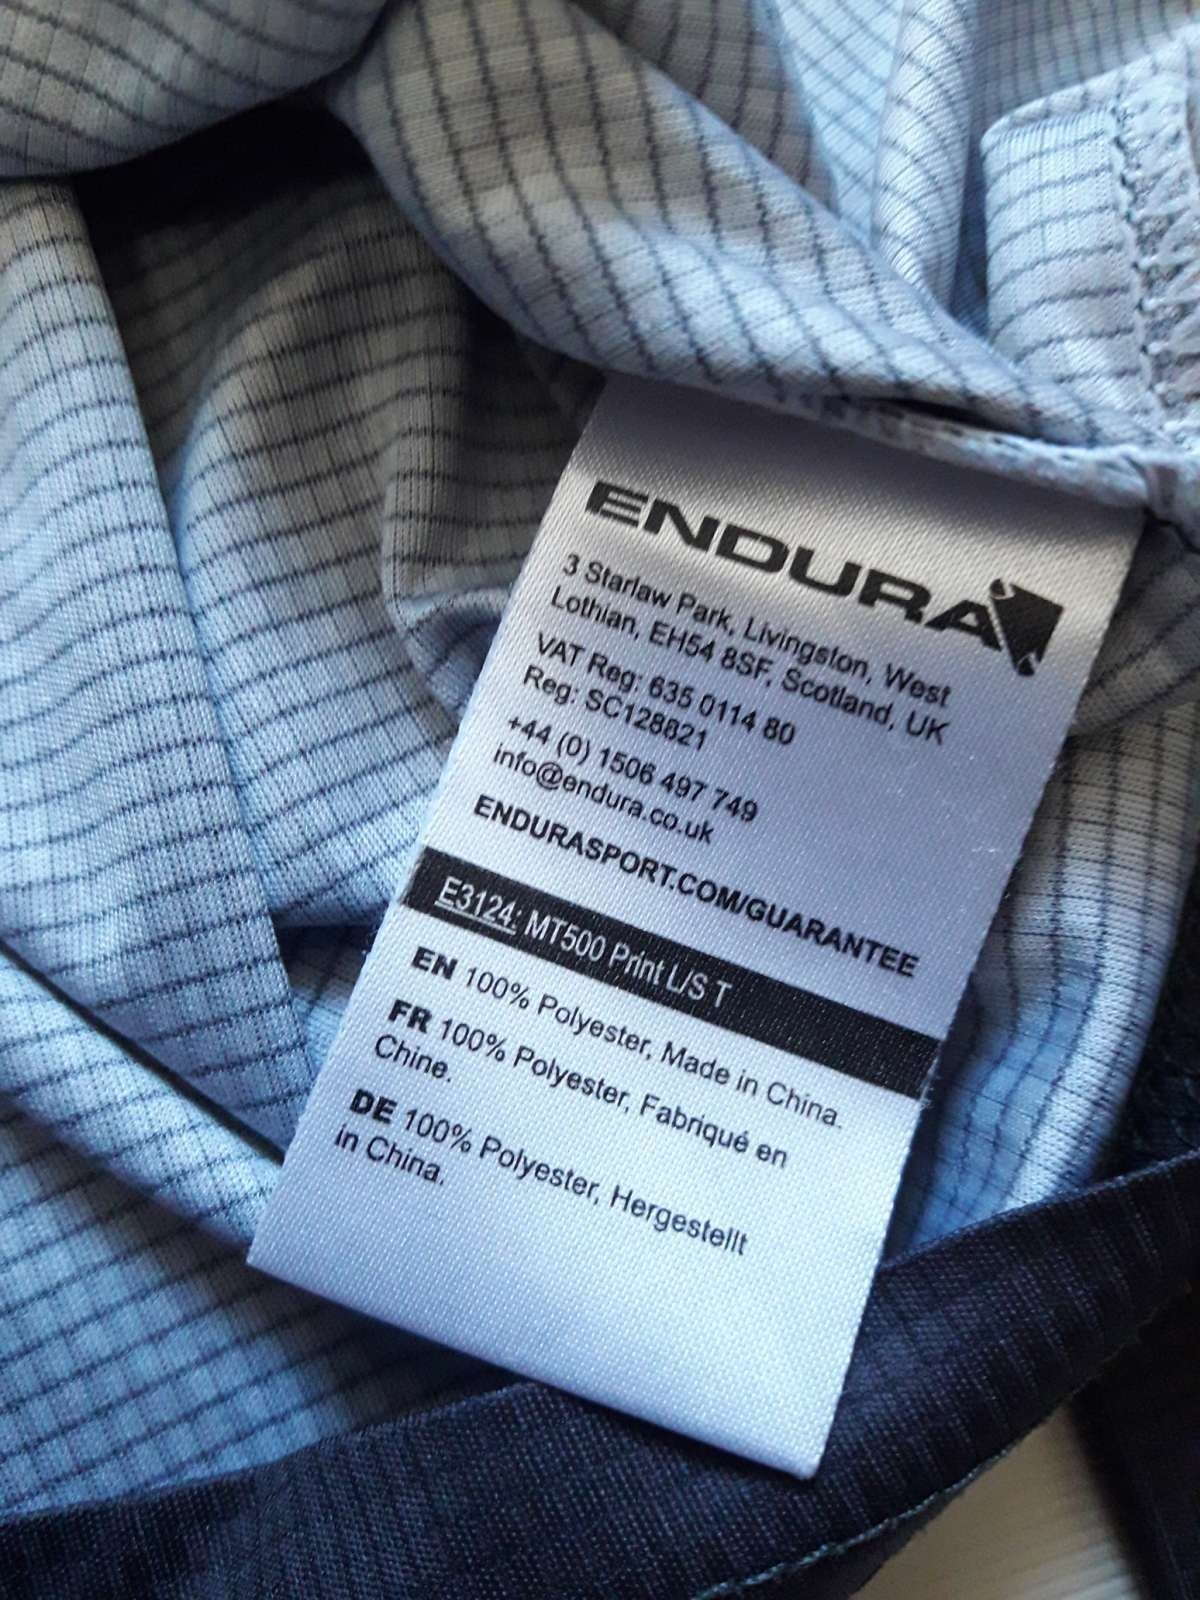 ENDURA
3 Starlaw Park, Livingston, West
Lothian, EH54 8SF, Scotland, UK
VAT Reg: 635 0114 80
Reg: SC128821
+44 (0) 1506 497 749
info@endura.co.uk
ENDURASPORT.COM/GUARANTEE
E3124: MT500 Print L/S T
EN 100% Polyester, Made in China.
FR 100% Polyester, Fabriqué en
Chine.
DE 100% Polyester, Hergestellt
in China.